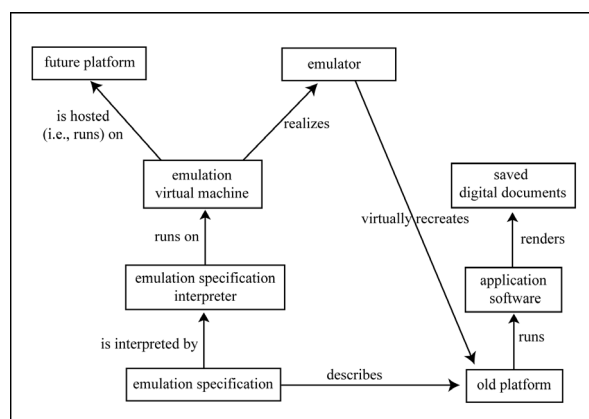 future platform
emulator
is hosted
(i.e., runs) on
realizes
emulation
virtual machine
saved
digital documents
virtually recreates
runs on
renders
emulation specification
interpreter
application
software
is interpreted by
runs
emulation specification
describes
old platform